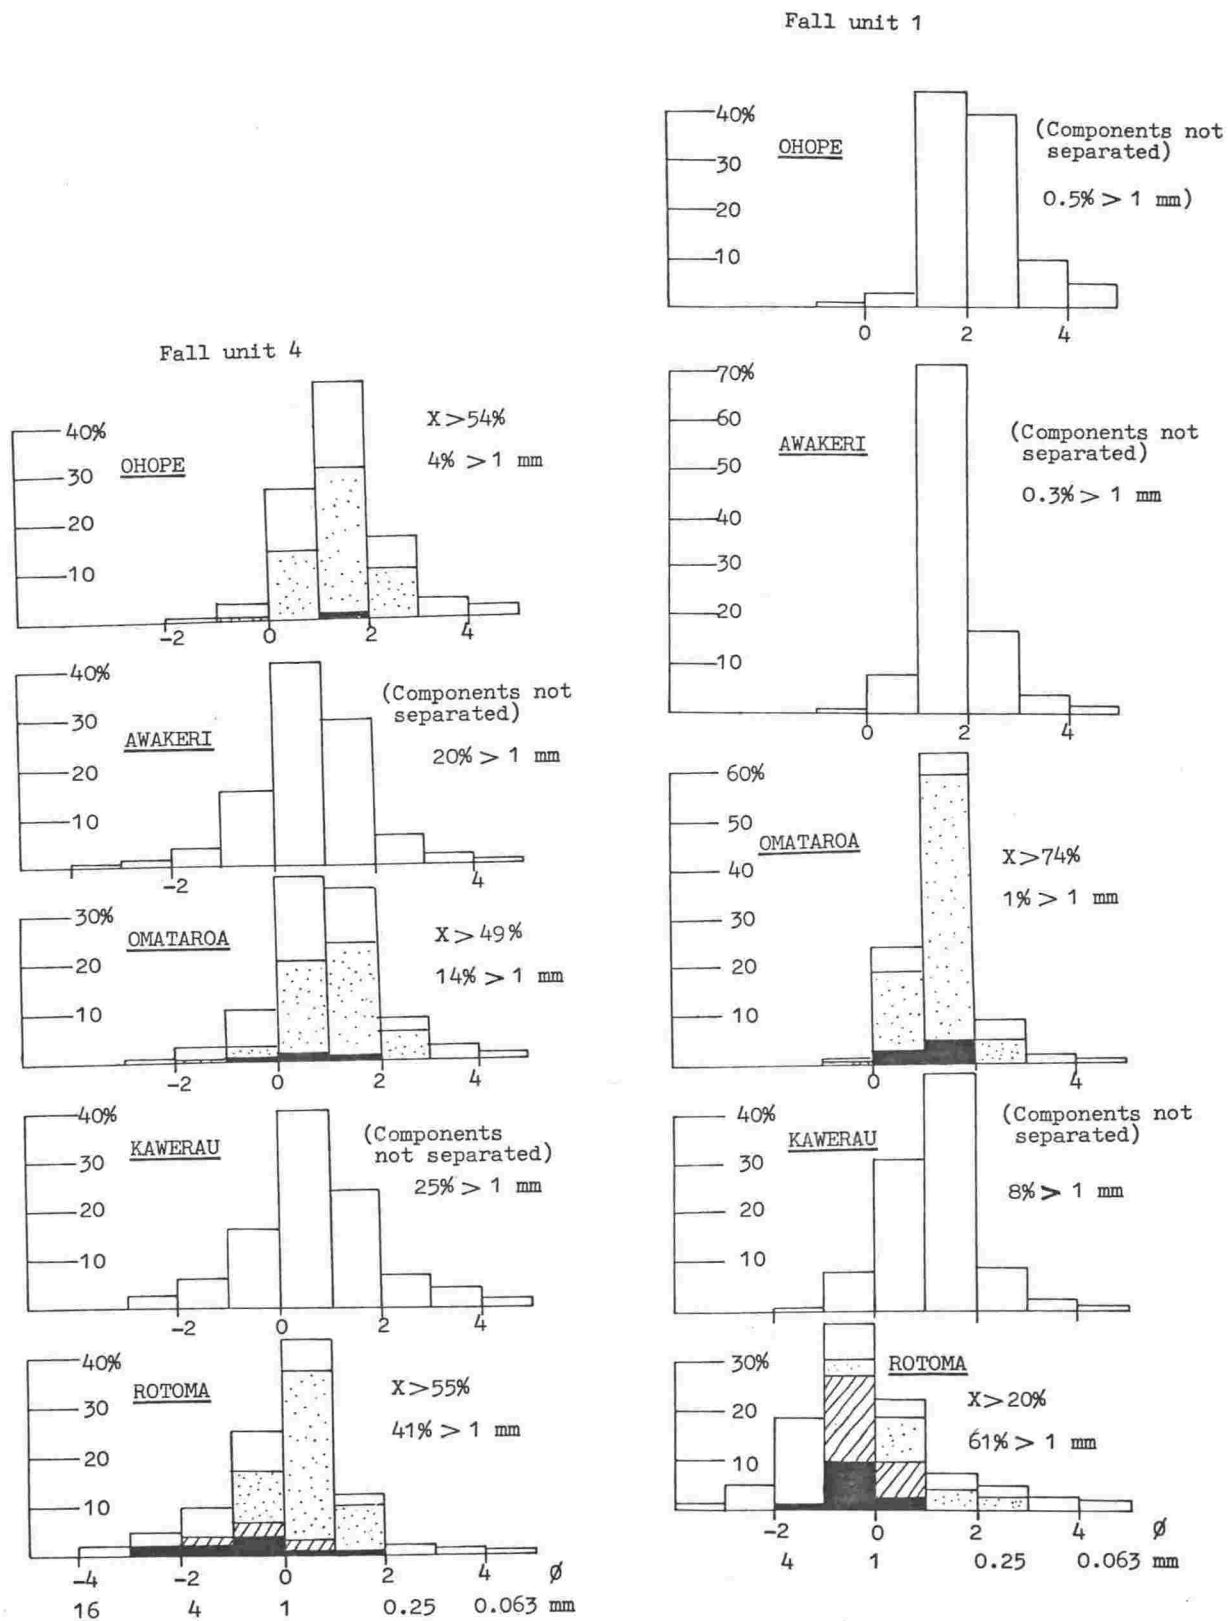 Fall unit 1
40%
30
20
10
OHOPE
(Components not
separated)
0.5% > 1 mm)
0 2 4
70%
60
50
40
30
20
10
AWAKERI
(Components not
separated)
0.3% > 1 mm
0 2 4
60%
50
40
30
20
10
OMATAROA
X>74%
1% > 1 mm
0 4
40%
30
20
10
KAWERAU
(Components not
separated)
8% > 1 mm
30%
20
10
ROTOMA
X>20%
61% > 1 mm
-2 0 2 4 ø
4 1 0.25 0.063 mm
Fall unit 4
40%
30
20
10
OHOPE
X>54%
4% > 1 mm
-2 0 2 4
40%
30
20
10
AWAKERI
(Components not
separated)
20% > 1 mm
-2 4
30%
20
10
OMATAROA
X>49%
14% > 1 mm
-2 0 2 4
40%
30
20
10
KAWERAU
(Components
not separated)
25% > 1 mm
-2 0 2 4
40%
30
20
10
ROTOMA
X>55%
41% > 1 mm
-4 -2 0 2 4 ø
16 4 1 0.25 0.063 mm